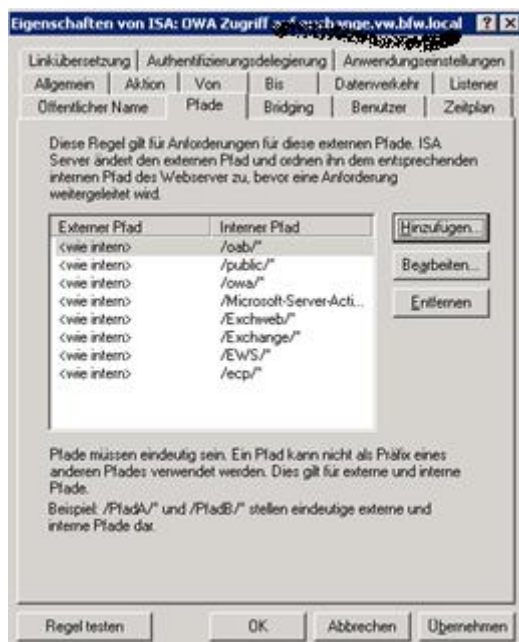 Eigenschaften von ISA: OWA Zugriff .vw.bfw.local
Linkübersetzung Authentifizierungsdelegierung Anwendungseinstellungen
Allgemein Aktion Von Bis Datenverkehr Listener
Öffentlicher Name Pfade Bridging Benutzer Zeitplan
Diese Regel gilt für Anforderungen für diese externen Pfade. ISA
Server ändert den externen Pfad und ordnen ihn dem entsprechenden
internen Pfad des Webserver zu, bevor eine Anforderung
weitergeleitet wird.
Externer Pfad Interner Pfad
<wie intern> /oab/*
<wie intern> /public/*
<wie intern> /owa/*
<wie intern> /Microsoft-Server-Acti...
<wie intern> /Exchweb/*
<wie intern> /Exchange/*
<wie intern> /EWS/*
<wie intern> /ecp/*
Hinzufügen...
Bearbeiten...
Entfernen
Pfade müssen eindeutig sein. Ein Pfad kann nicht als Präfix eines
anderen Pfades verwendet werden. Dies gilt für externe und interne
Pfade.
Beispiel: /PfadA/* und /PfadB/* stellen eindeutige externe und
interne Pfade dar.
Regel testen OK Abbrechen Übernehmen